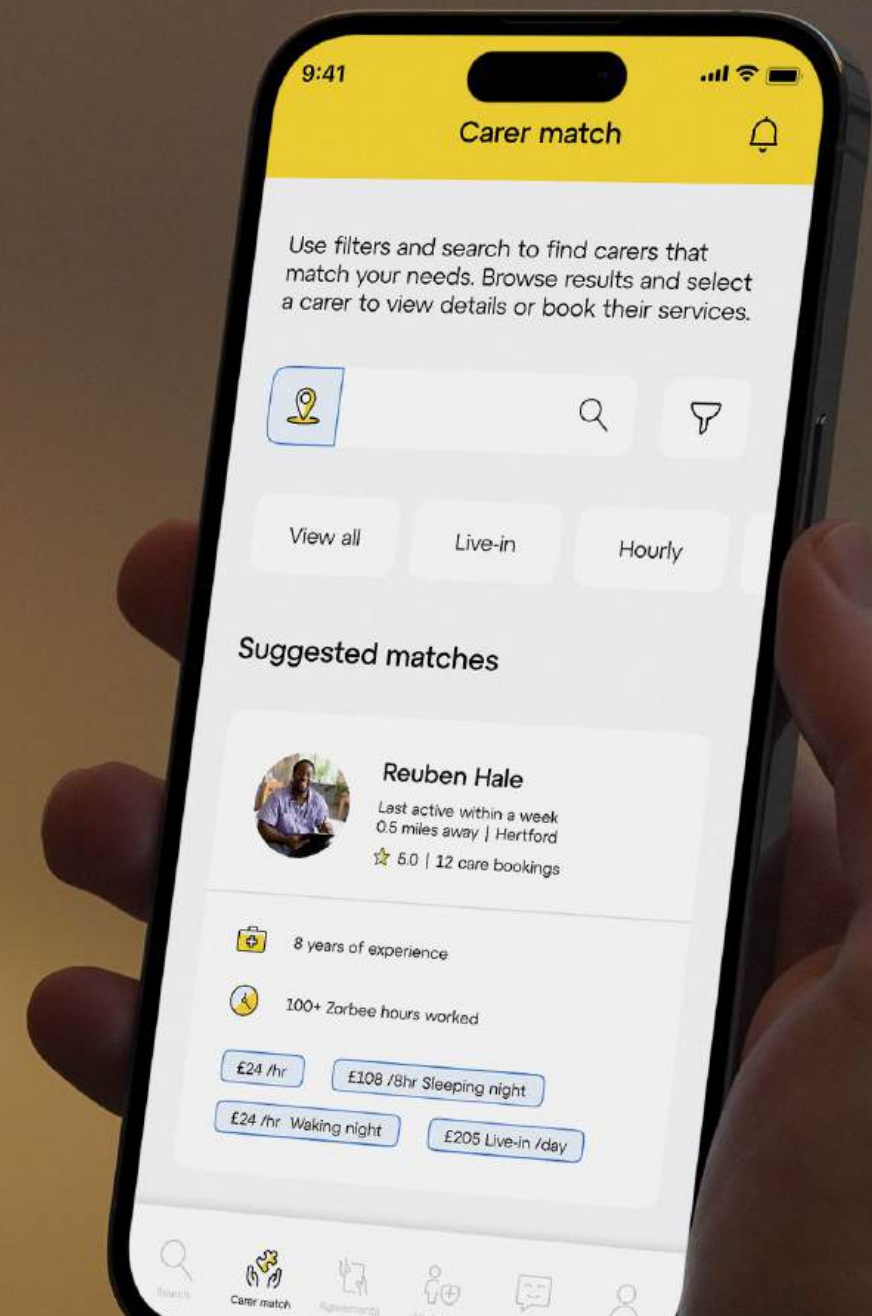 9:41
Carer match
Use filters and search to find carers that
match your needs. Browse results and select
a carer to view details or book their services.
View all
Live-in
Hourly
Suggested matches
Reuben Hale
Last active within a week
0.5 miles away | Hertford
5.0 | 12 care bookings
8 years of experience
100+ Zorbee hours worked
£24 /hr
£108 /8hr Sleeping night
£24 /hr Waking night
£205 Live-in /day
Search
Carer match
Agreements